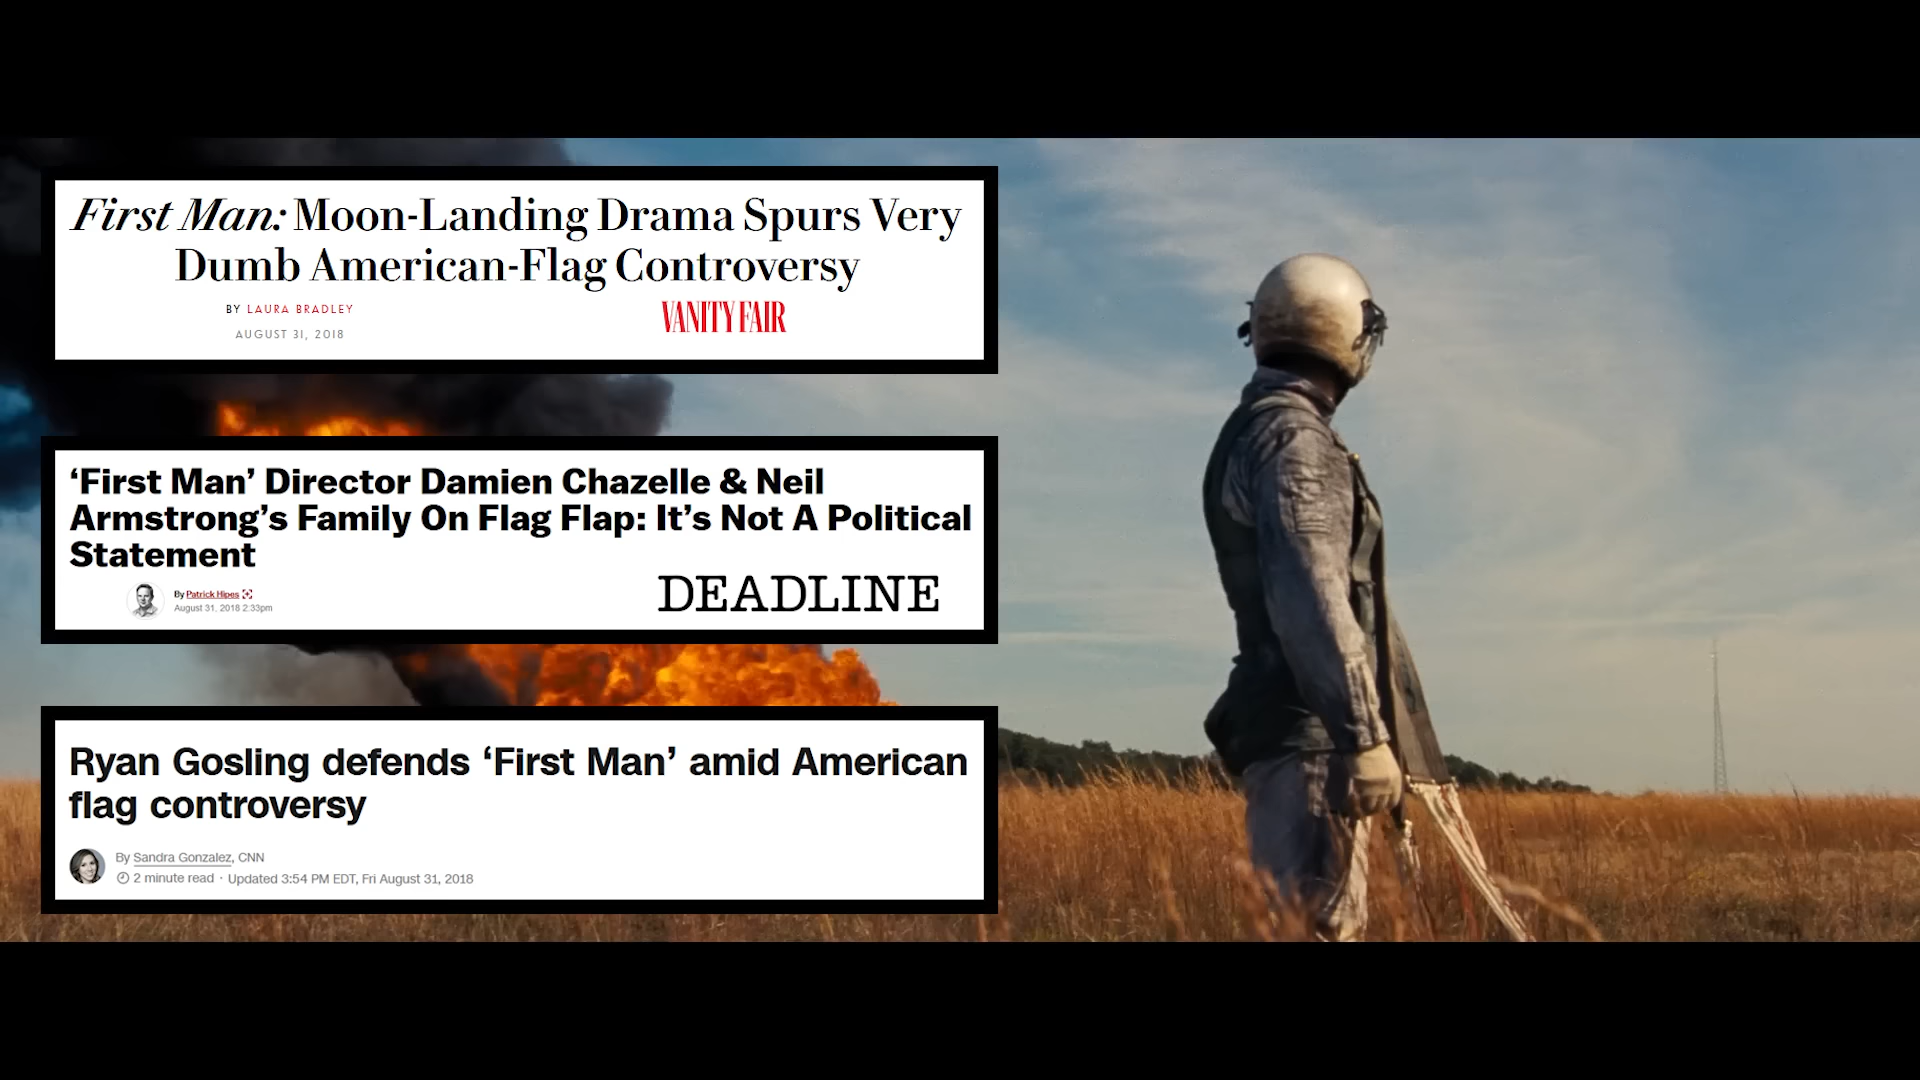 First Man: Moon-Landing Drama Spurs Very
Dumb American-Flag Controversy
BY LAURA BRADLEY
AUGUST 31, 2018
VANITY FAIR
‘First Man’ Director Damien Chazelle & Neil
Armstrong’s Family On Flag Flap: It’s Not A Political
Statement
By Patrick Hipes
August 31, 2018 2:33pm
DEADLINE
Ryan Gosling defends ‘First Man’ amid American
flag controversy
By Sandra Gonzalez, CNN
2 minute read · Updated 3:54 PM EDT, Fri August 31, 2018